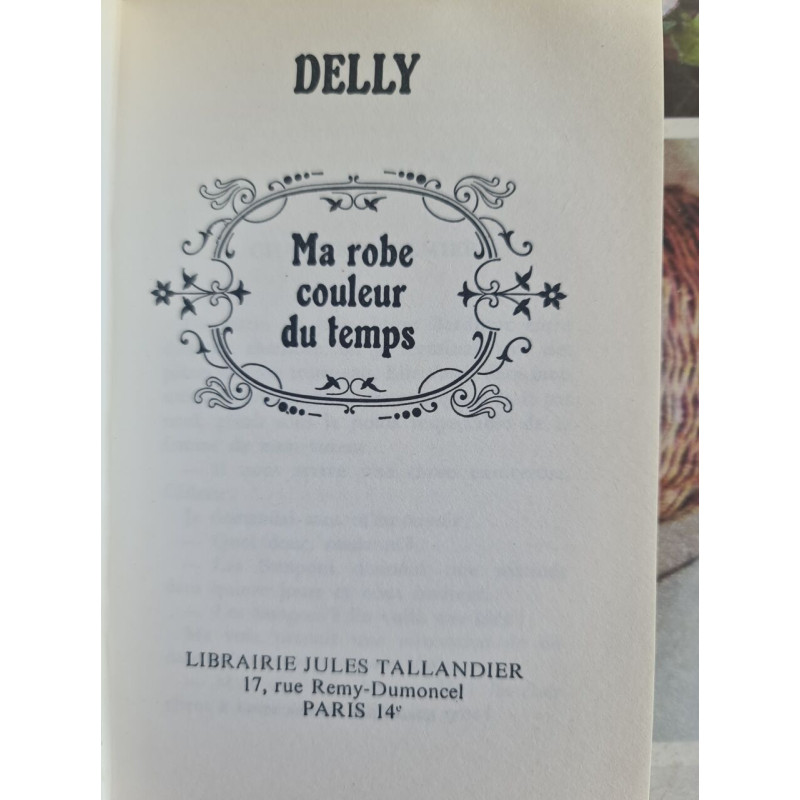 DELLY
Ma robe
couleur
du temps
LIBRAIRIE JULES TALLANDIER
17, rue Remy-Dumoncel
PARIS 14e